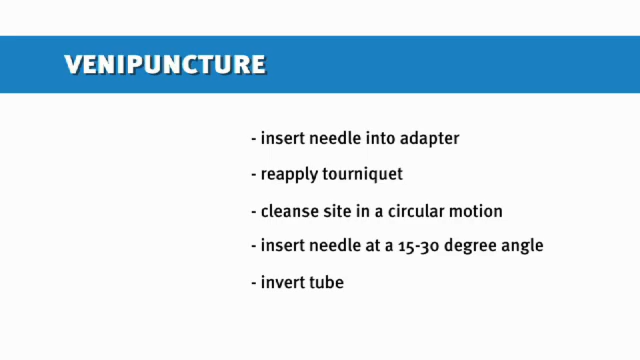 VENIPUNCTURE
- insert needle into adapter
- reapply tourniquet
- cleanse site in a circular motion
- insert needle at a 15-30 degree angle
- invert tube